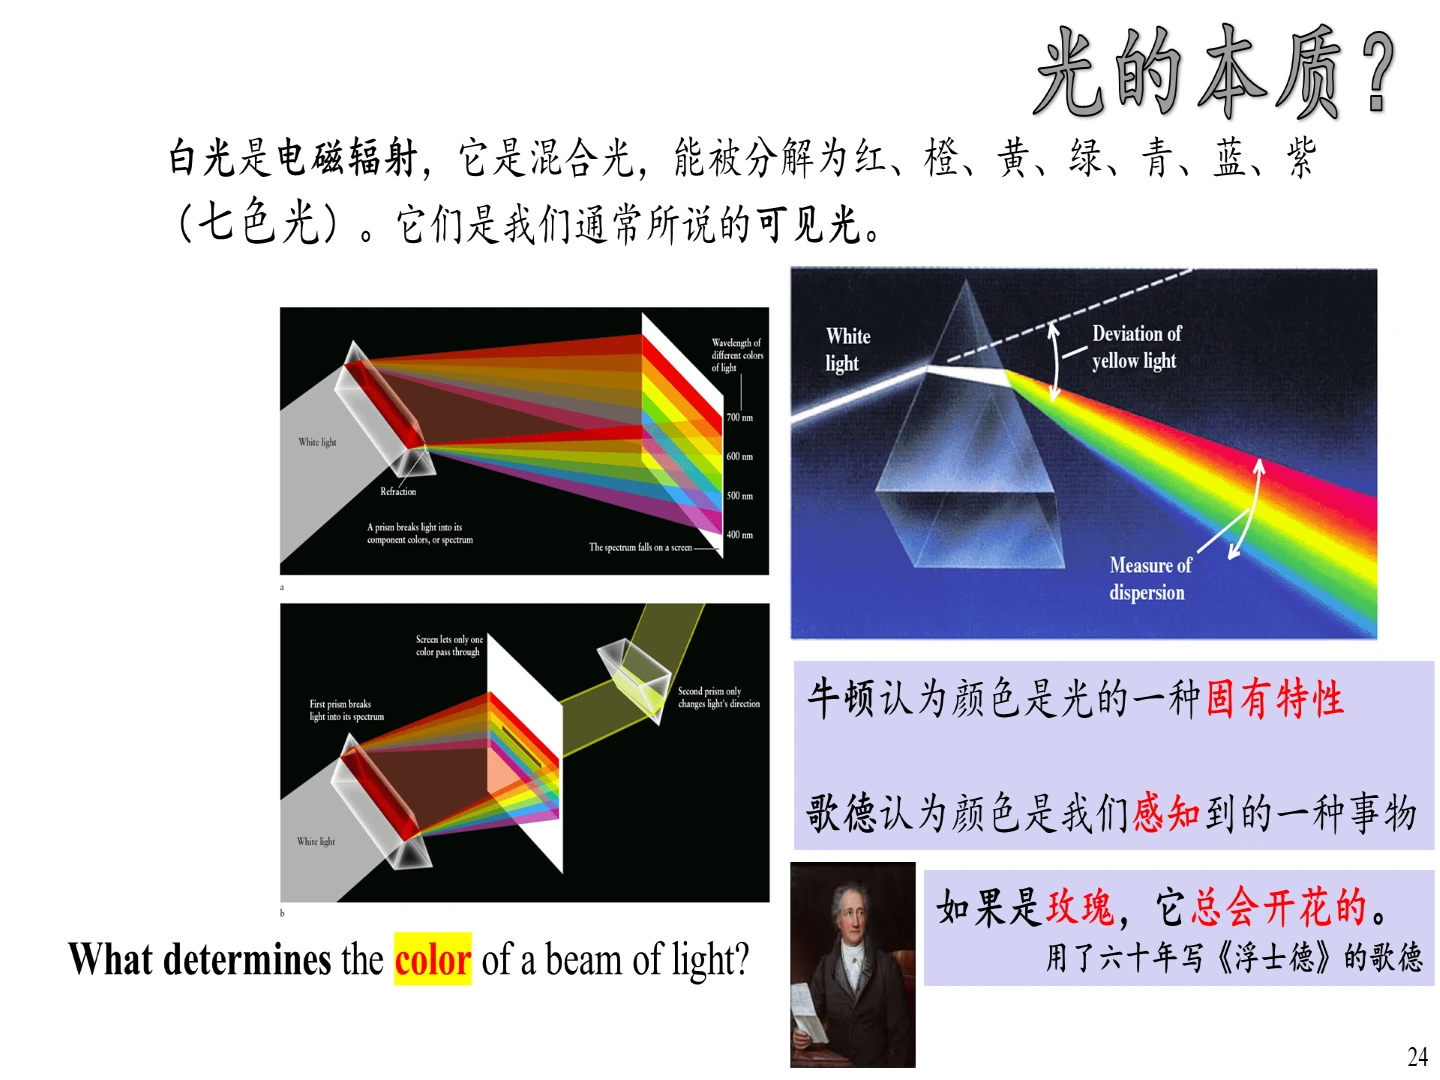 光的本质?
白光是电磁辐射，它是混合光，能被分解为红、橙、黄、绿、青、蓝、紫
（七色光）。它们是我们通常所说的可见光。
Wavelength of
different colors
of light
700 nm
600 nm
500 nm
400 nm
White light
Refraction
A prism breaks light into its
component colors, or spectrum
The spectrum falls on a screen
a
White
light
Deviation of
yellow light
Measure of
dispersion
Screen lets only one
color pass through
First prism breaks
light into its spectrum
Second prism only
changes light's direction
White light
b
牛顿认为颜色是光的一种固有特性
歌德认为颜色是我们感知到的一种事物
如果是玫瑰，它总会开花的。
用了六十年写《浮士德》的歌德
What determines the color of a beam of light?
24